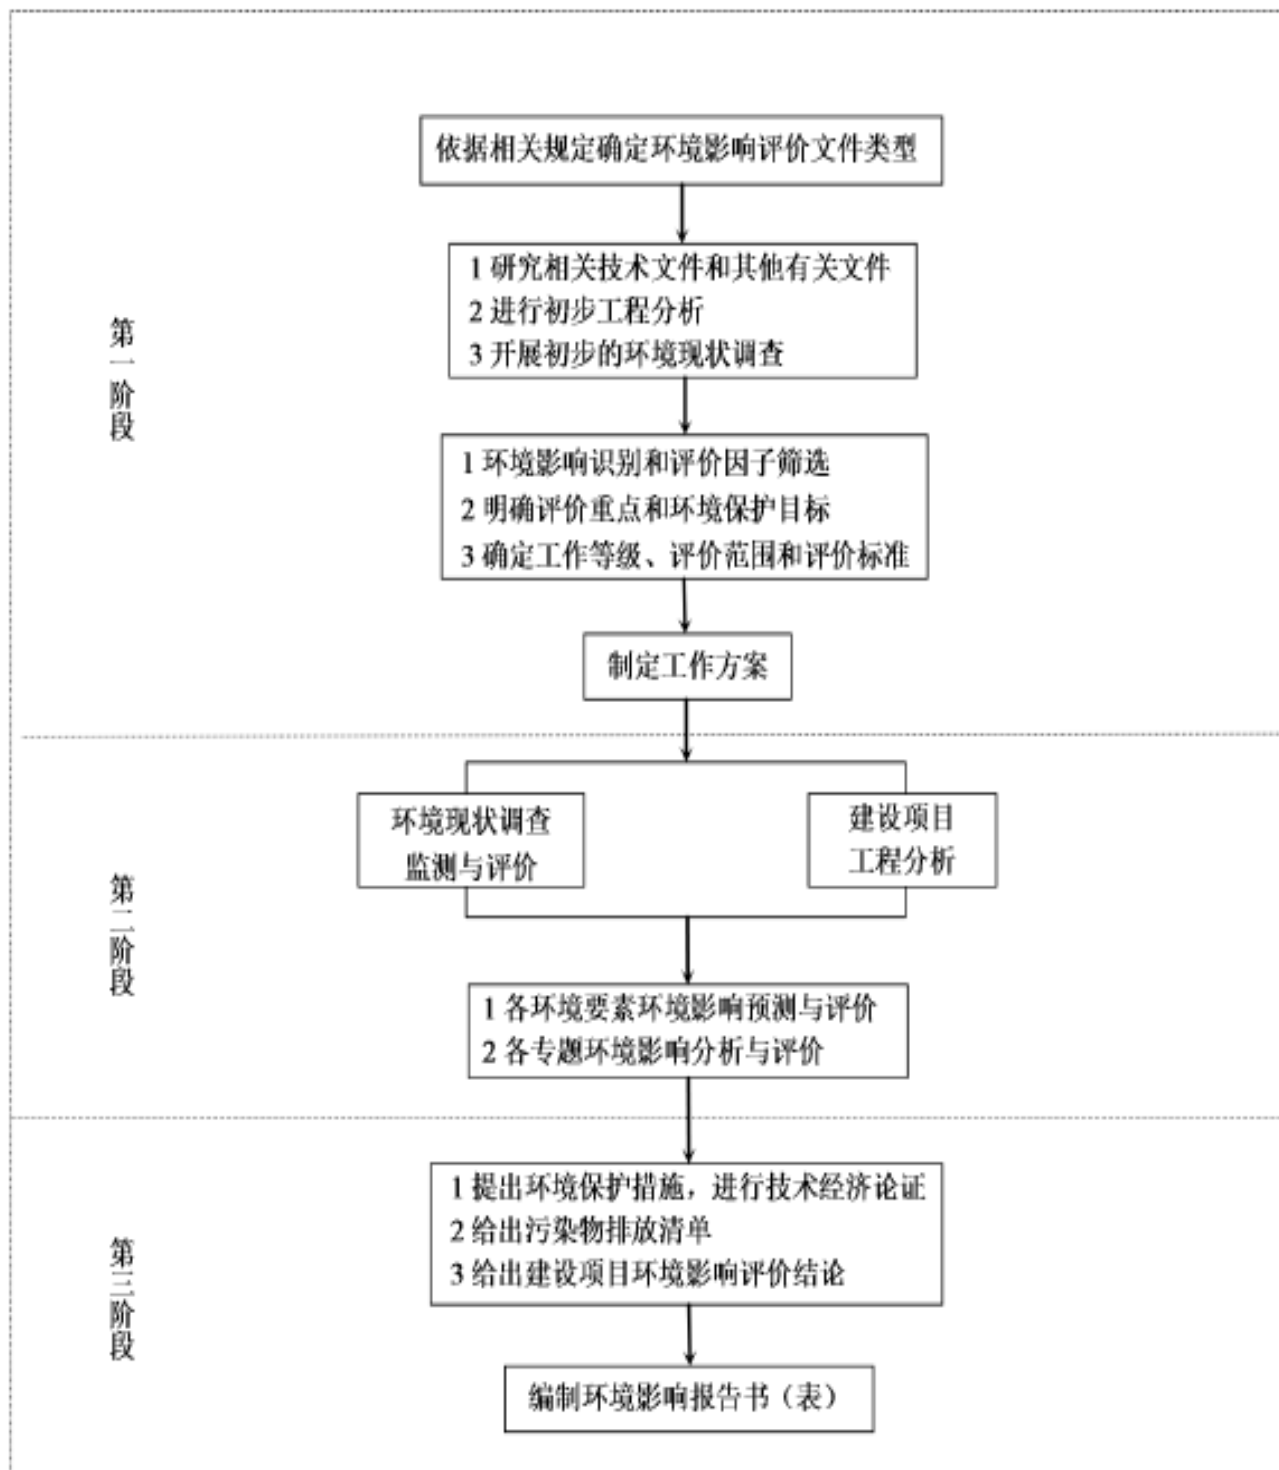 依据相关规定确定环境影响评价文件类型
1 研究相关技术文件和其他有关文件
2 进行初步工程分析
3 开展初步的环境现状调查
第一阶段
1 环境影响识别和评价因子筛选
2 明确评价重点和环境保护目标
3 确定工作等级、评价范围和评价标准
制定工作方案
环境现状调查
监测与评价
建设项目
工程分析
第二阶段
1 各环境要素环境影响预测与评价
2 各专题环境影响分析与评价
1 提出环境保护措施，进行技术经济论证
2 给出污染物排放清单
3 给出建设项目环境影响评价结论
第三阶段
编制环境影响报告书（表）